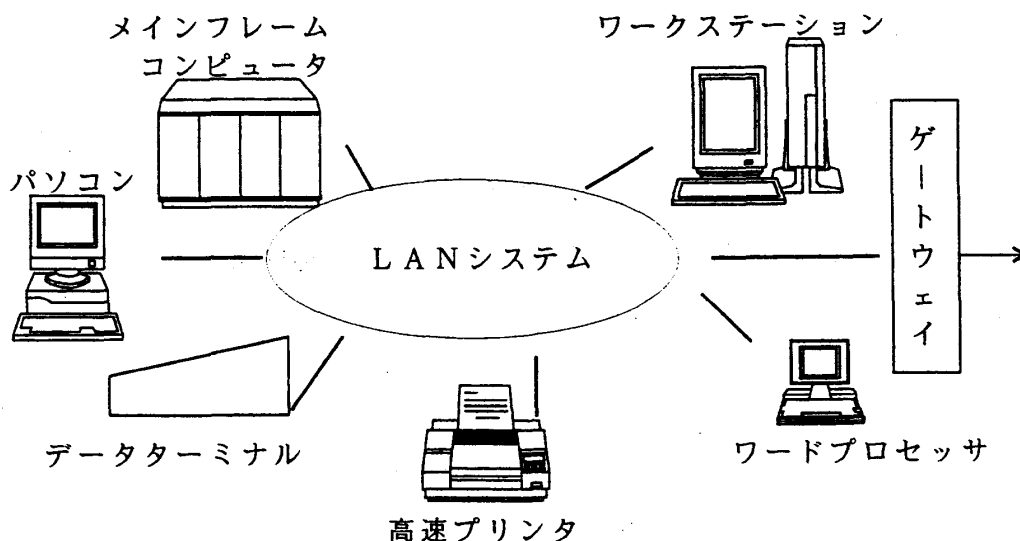 メインフレーム
コンピュータ
ワークステーション
パソコン
ゲートウェイ
LANシステム
データターミナル
ワードプロセッサ
高速プリンタ